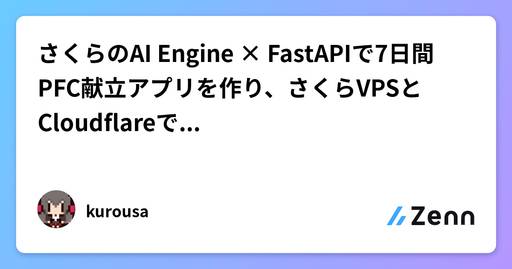 さくらのAI Engine × FastAPIで7日間
PFC献立アプリを作り、さくらVPSと
Cloudflareで...
kurousa
Zenn